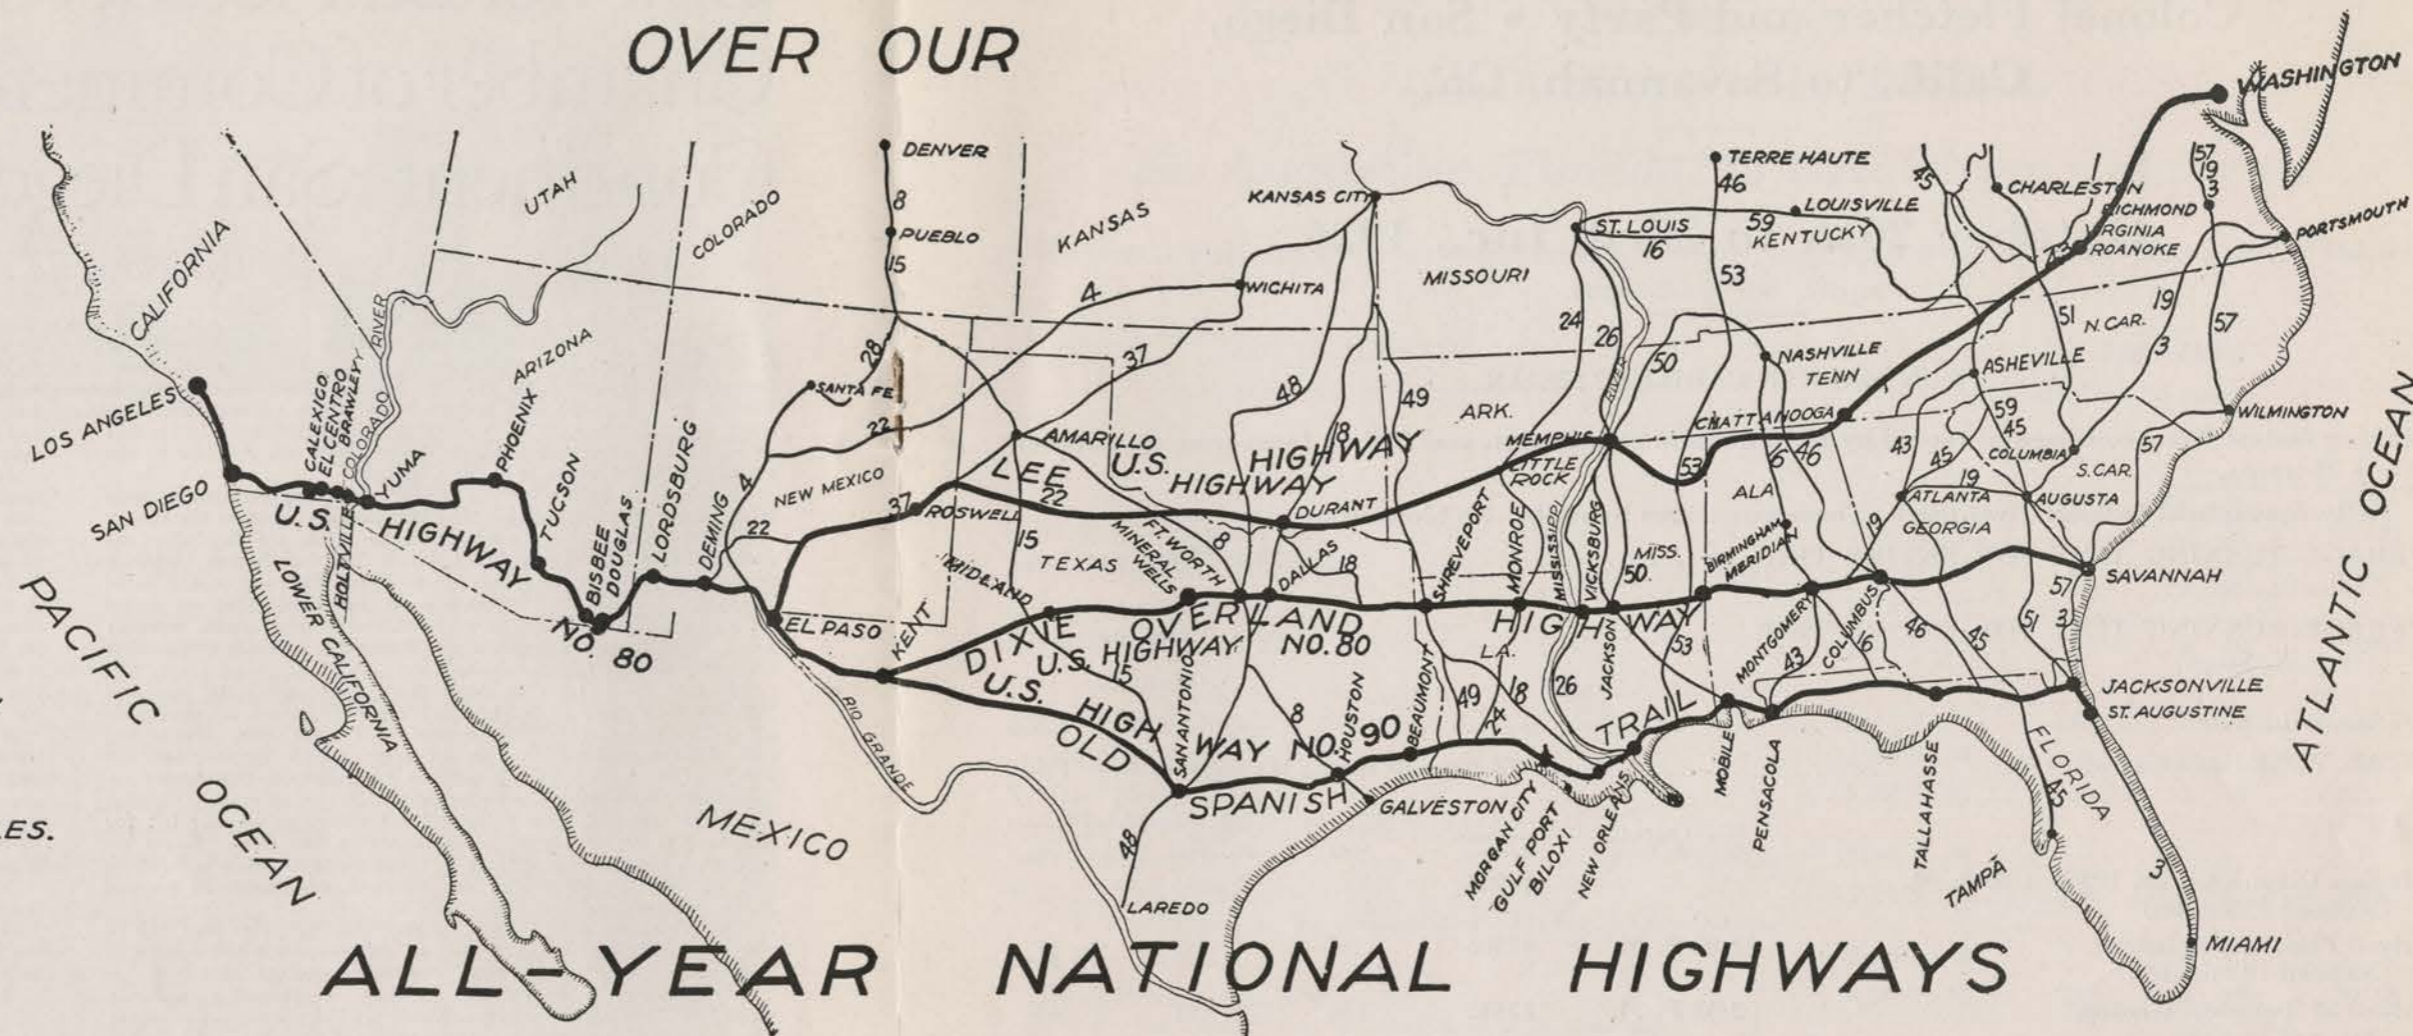 OVER OUR
WASHINGTON
DENVER
8
PUEBLO
15
UTAH
COLORADO
KANSAS
KANSAS CITY
TERRE HAUTE
46
ST. LOUIS
16
59
LOUISVILLE
KENTUCKY
45
CHARLESTON
57
19
3
RICHMOND
VIRGINIA
ROANOKE
PORTSMOUTH
CALIFORNIA
4
WICHITA
MISSOURI
53
24
26
50
51
N. CAR.
19
3
57
COLORADO RIVER
ARIZONA
28
SANTA FE
22
37
48
18
49
ARK.
RIVER
NASHVILLE
TENN
ASHEVILLE
WILMINGTON
LOS ANGELES
SAN DIEGO
CALEXICO
EL CENTRO
BRAWLEY
YUMA
PHOENIX
TUCSON
BISBEE
DOUGLAS
LORDSBURG
DEMING
4
22
NEW MEXICO
37
ROSWELL
AMARILLO
LEE HIGHWAY
U.S. HIGHWAY
22
DURANT
MEMPHIS
LITTLE ROCK
CHATTANOOGA
53
6
46
43
45
59
45
COLUMBIA
S. CAR.
57
19
ATLANTA
AUGUSTA
GEORGIA
ALA
U.S. HIGHWAY NO. 80
HOLTVILLE
LOWER CALIFORNIA
EL PASO
KENT
MIDLAND
15
TEXAS
MINERAL WELLS
FT. WORTH
8
DALLAS
18
SHREVEPORT
MONROE
MISSISSIPPI
VICKSBURG
MISS.
50
JACKSON
BIRMINGHAM
MERIDIAN
19
SAVANNAH
57
DIXIE OVERLAND HIGHWAY
U.S. HIGHWAY NO. 80
15
LA.
53
MONTGOMERY
43
COLUMBUS
6
46
45
51
3
U.S. HIGHWAY NO. 90
OLD SPANISH TRAIL
SAN ANTONIO
8
HOUSTON
BEAUMONT
49
24
18
26
JACKSONVILLE
ST. AUGUSTINE
RIO GRANDE
GALVESTON
MORGAN CITY
GULF PORT
BILOXI
NEW ORLEANS
MOBILE
PENSACOLA
TALLAHASSE
FLORIDA
45
TAMPA
3
MIAMI
48
LAREDO
MEXICO
PACIFIC OCEAN
ATLANTIC OCEAN
ES.
ALL-YEAR NATIONAL HIGHWAYS